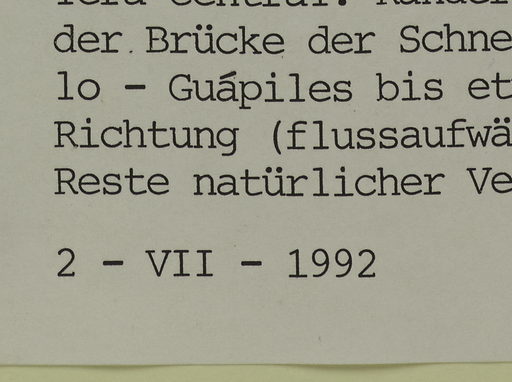 der Brücke der Schne
lo - Guápiles bis et
Richtung (flussaufwä
Reste natürlicher Ve
2 - VII - 1992